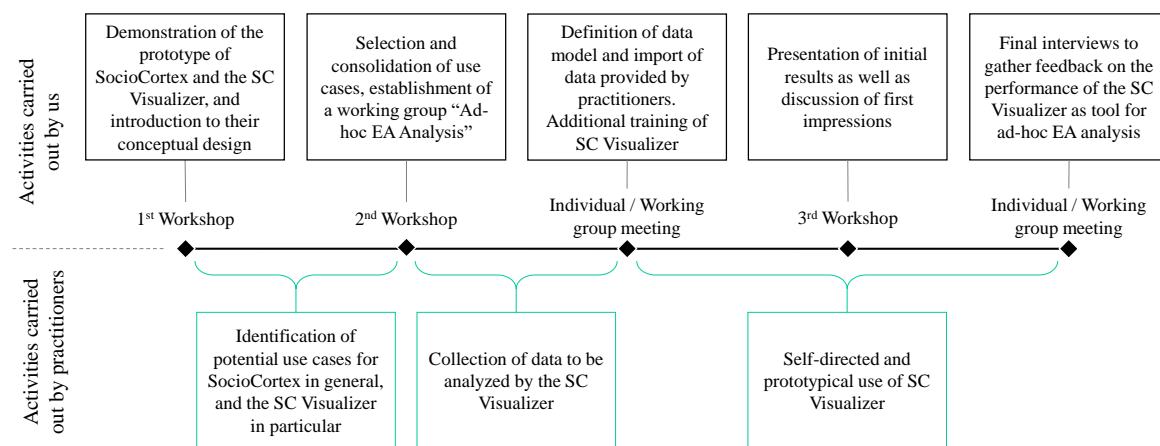 Activities carried
out by us
Demonstration of the
prototype of
SocioCortex and the SC
Visualizer, and
introduction to their
conceptual design
Selection and
consolidation of use
cases, establishment of
a working group “Ad-
hoc EA Analysis”
Definition of data
model and import of
data provided by
practitioners.
Additional training of
SC Visualizer
Presentation of initial
results as well as
discussion of first
impressions
Final interviews to
gather feedback on the
performance of the SC
Visualizer as tool for
ad-hoc EA analysis
1st Workshop
2nd Workshop
Individual / Working
group meeting
3rd Workshop
Individual / Working
group meeting
Activities carried
out by practitioners
Identification of
potential use cases for
SocioCortex in general,
and the SC Visualizer
in particular
Collection of data to be
analyzed by the SC
Visualizer
Self-directed and
prototypical use of SC
Visualizer